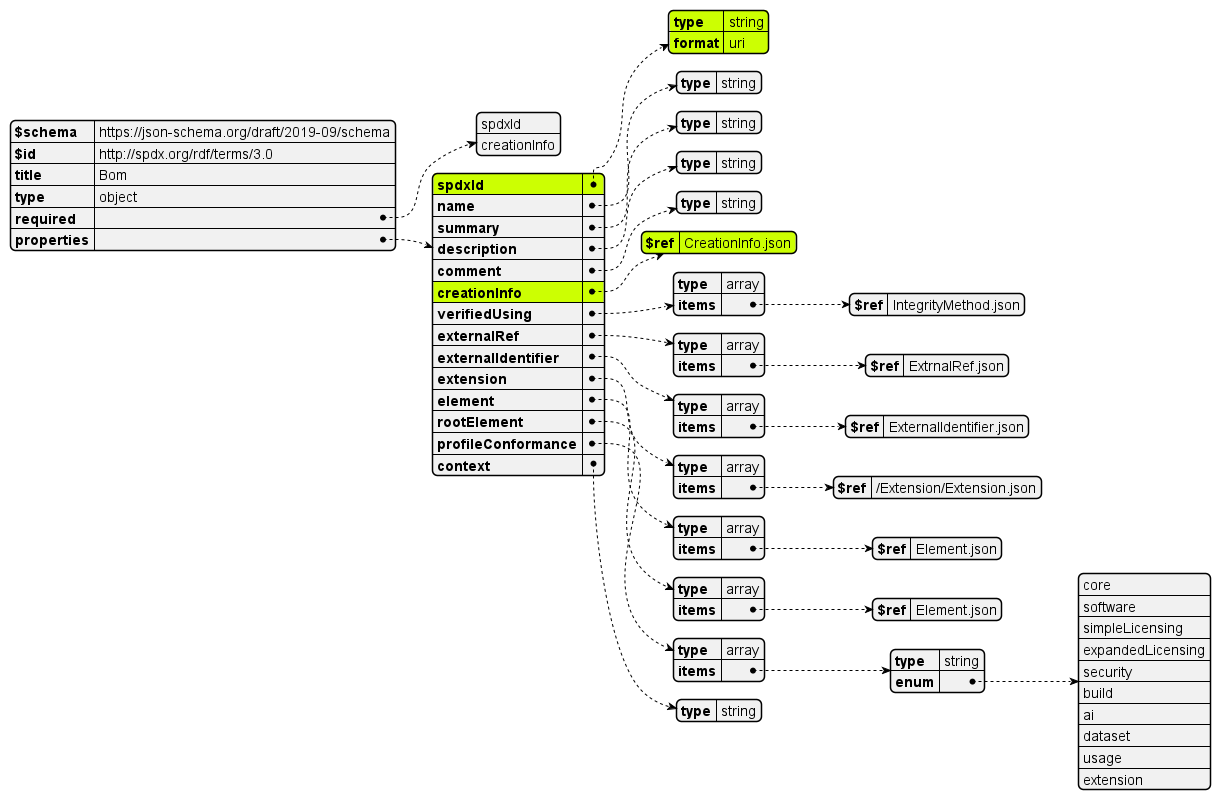 $schema https://json-schema.org/draft/2019-09/schema
$id http://spdx.org/rdf/terms/3.0
title Bom
type object
required
properties
spdxId
creationInfo
spdxId
name
summary
description
comment
creationInfo
verifiedUsing
externalRef
externalIdentifier
extension
element
rootElement
profileConformance
context
type string
format uri
type string
type string
type string
type string
$ref CreationInfo.json
type array
items
$ref IntegrityMethod.json
type array
items
$ref ExtrnalRef.json
type array
items
$ref ExternalIdentifier.json
type array
items
$ref /Extension/Extension.json
type array
items
$ref Element.json
type array
items
$ref Element.json
type array
items
type string
enum
core
software
simpleLicensing
expandedLicensing
security
build
ai
dataset
usage
extension
type string